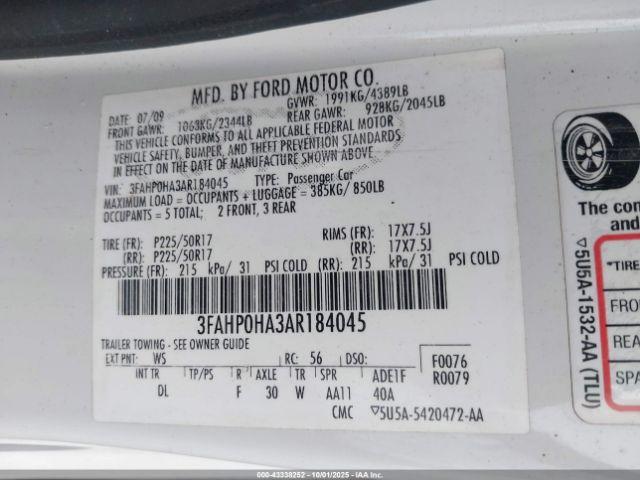 MFD. BY FORD MOTOR CO.
DATE: 07/09 GVWR: 1991KG/4389LB
FRONT GAWR: 1063KG/2344LB REAR GAWR: 928KG/2045LB
THIS VEHICLE CONFORMS TO ALL APPLICABLE FEDERAL MOTOR
VEHICLE SAFETY, BUMPER, AND THEFT PREVENTION STANDARDS
IN EFFECT ON THE DATE OF MANUFACTURE SHOWN ABOVE.
VIN: 3FAHP0HA3AR184045 TYPE: Passenger Car
MAXIMUM LOAD = OCCUPANTS + LUGGAGE = 385KG/ 850LB
OCCUPANTS = 5 TOTAL; 2 FRONT, 3 REAR
TIRE (FR): P225/50R17 RIMS (FR): 17X7.5J
(RR): P225/50R17 (RR): 17X7.5J
PRESSURE (FR): 215 kPa/ 31 PSI COLD (RR): 215 kPa/ 31 PSI COLD
3FAHP0HA3AR184045
TRAILER TOWING - SEE OWNER GUIDE
EXT PNT: WS RC: 56 DSO: F0076
INT TR TP/PS R AXLE TR SPR ADE1F R0079
DL F 30 W AA11 40A
CMC ▽5U5A-5420472-AA
The con
and
▽5U5A-1532-AA (TLU)
"TIRE
FRO
REA
SPA
000-43338252 - 10/01/2025 - IAAI.COM